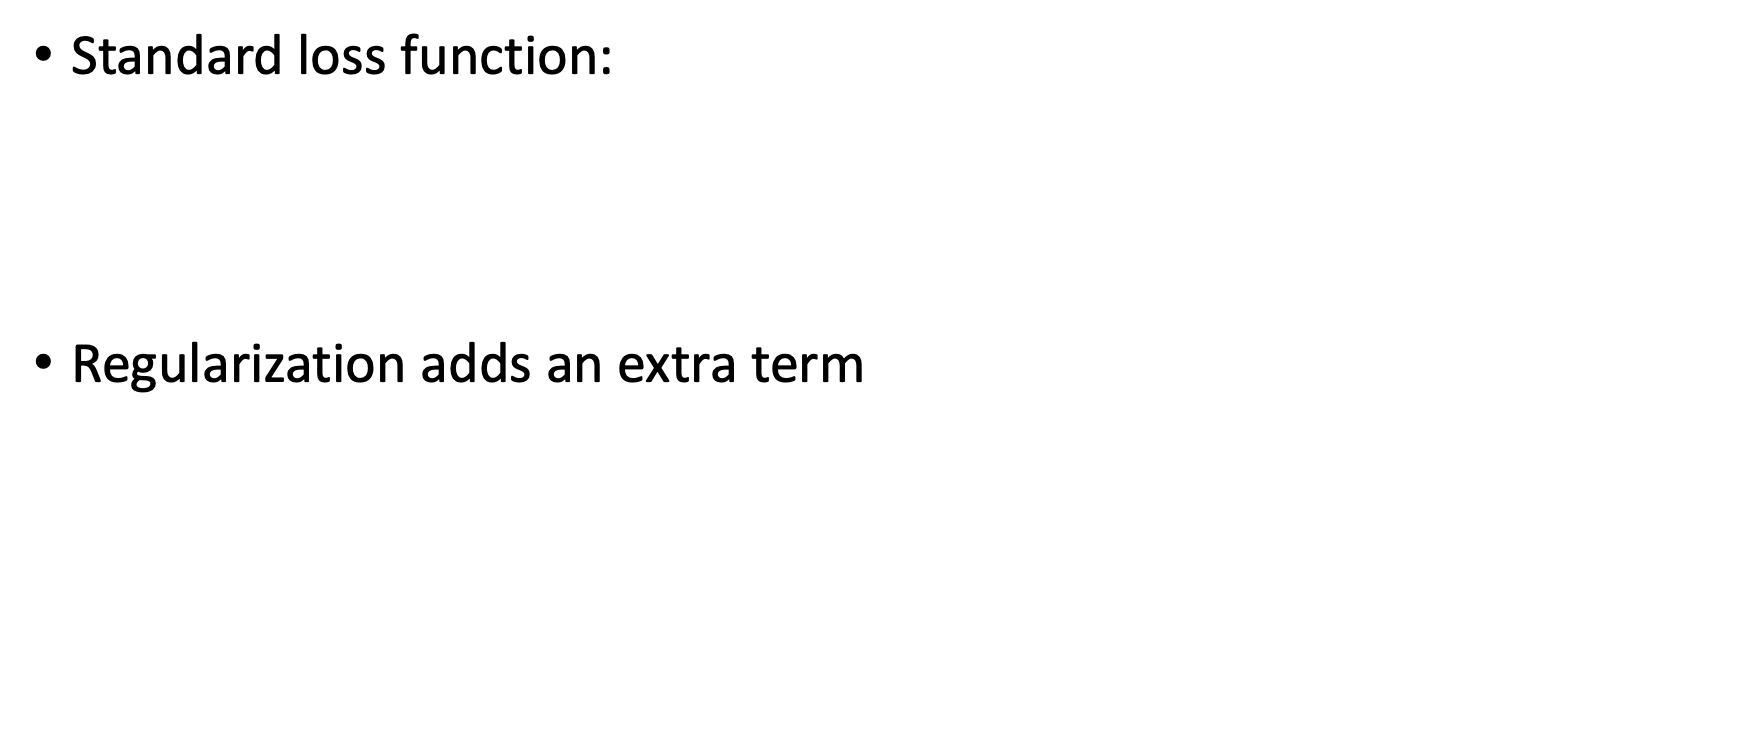 • Standard loss function:
• Regularization adds an extra term